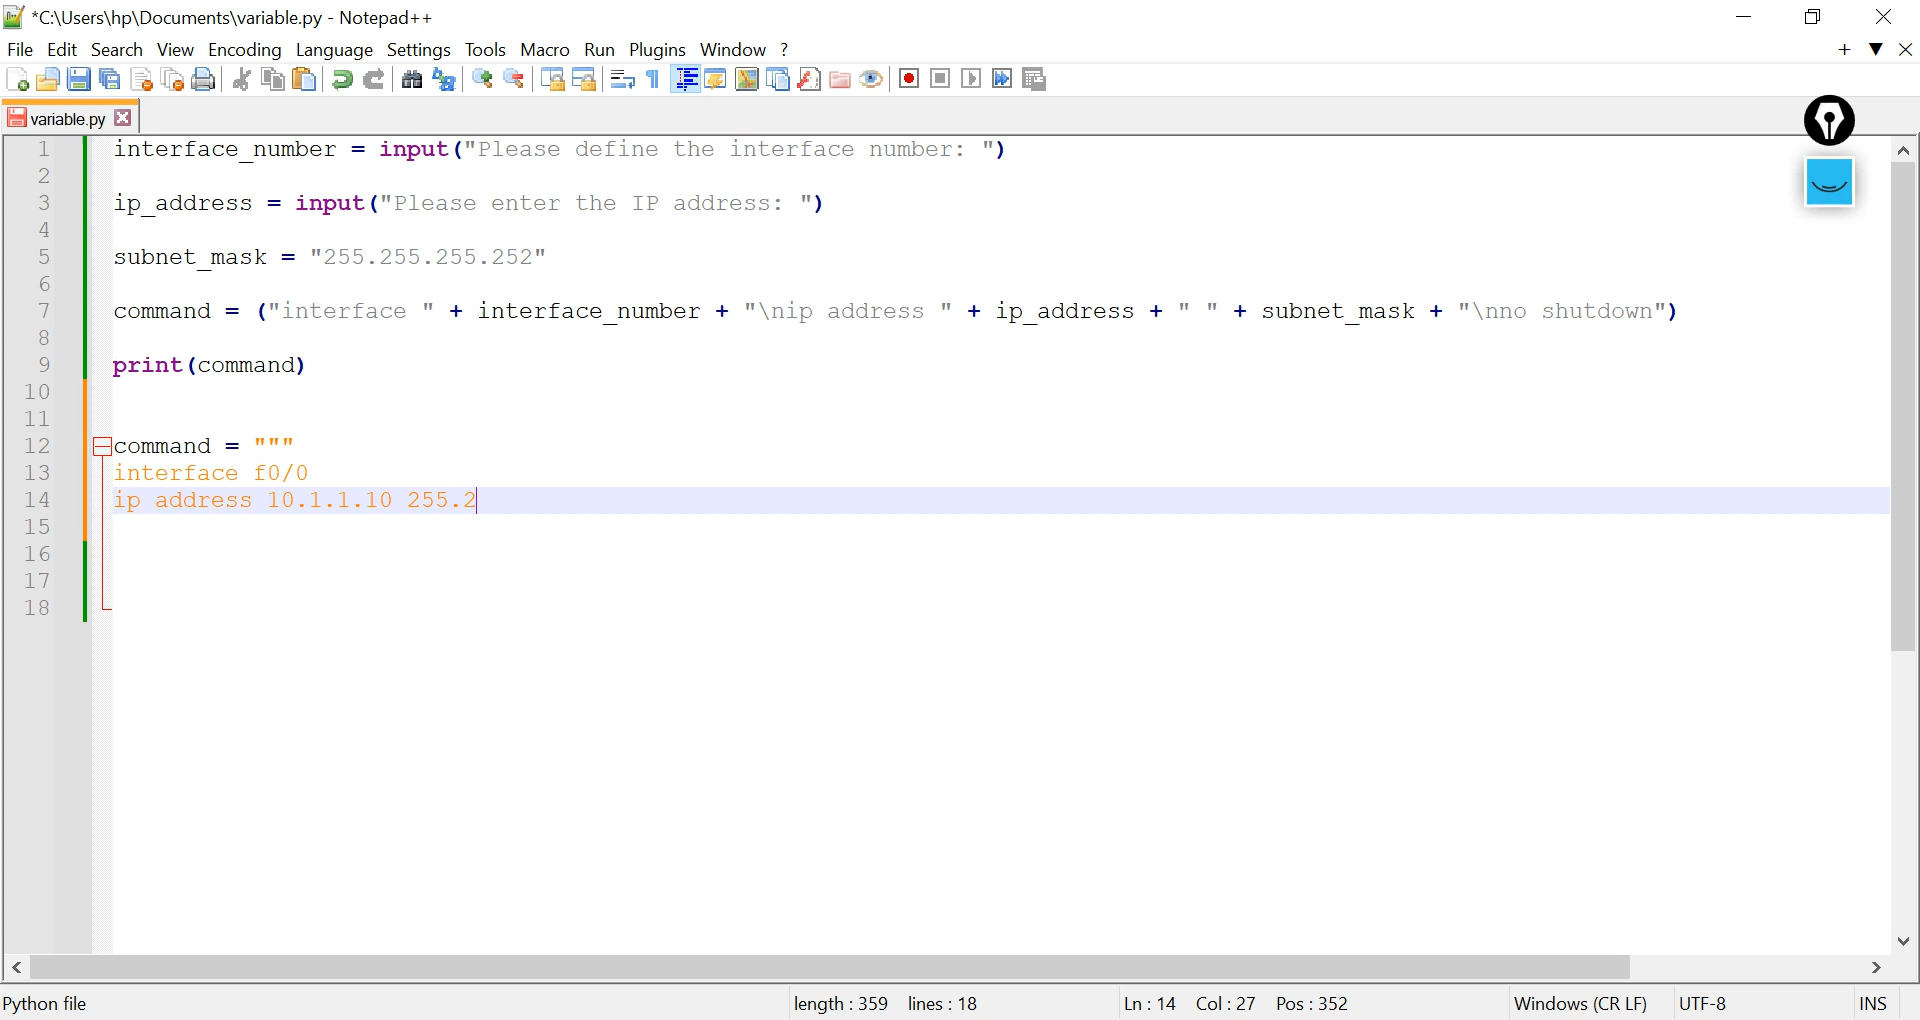 *C:\Users\hp\Documents\variable.py - Notepad++
File Edit Search View Encoding Language Settings Tools Macro Run Plugins Window ?
variable.py
1 interface_number = input("Please define the interface number: ")
2
3 ip_address = input("Please enter the IP address: ")
4
5 subnet_mask = "255.255.255.252"
6
7 command = ("interface " + interface_number + "\nip address " + ip_address + " " + subnet_mask + "\nno shutdown")
8
9 print(command)
10
11
12 command = """
13 interface f0/0
14 ip address 10.1.1.10 255.2
15
16
17
18
Python file length : 359 lines : 18 Ln : 14 Col : 27 Pos : 352 Windows (CR LF) UTF-8 INS